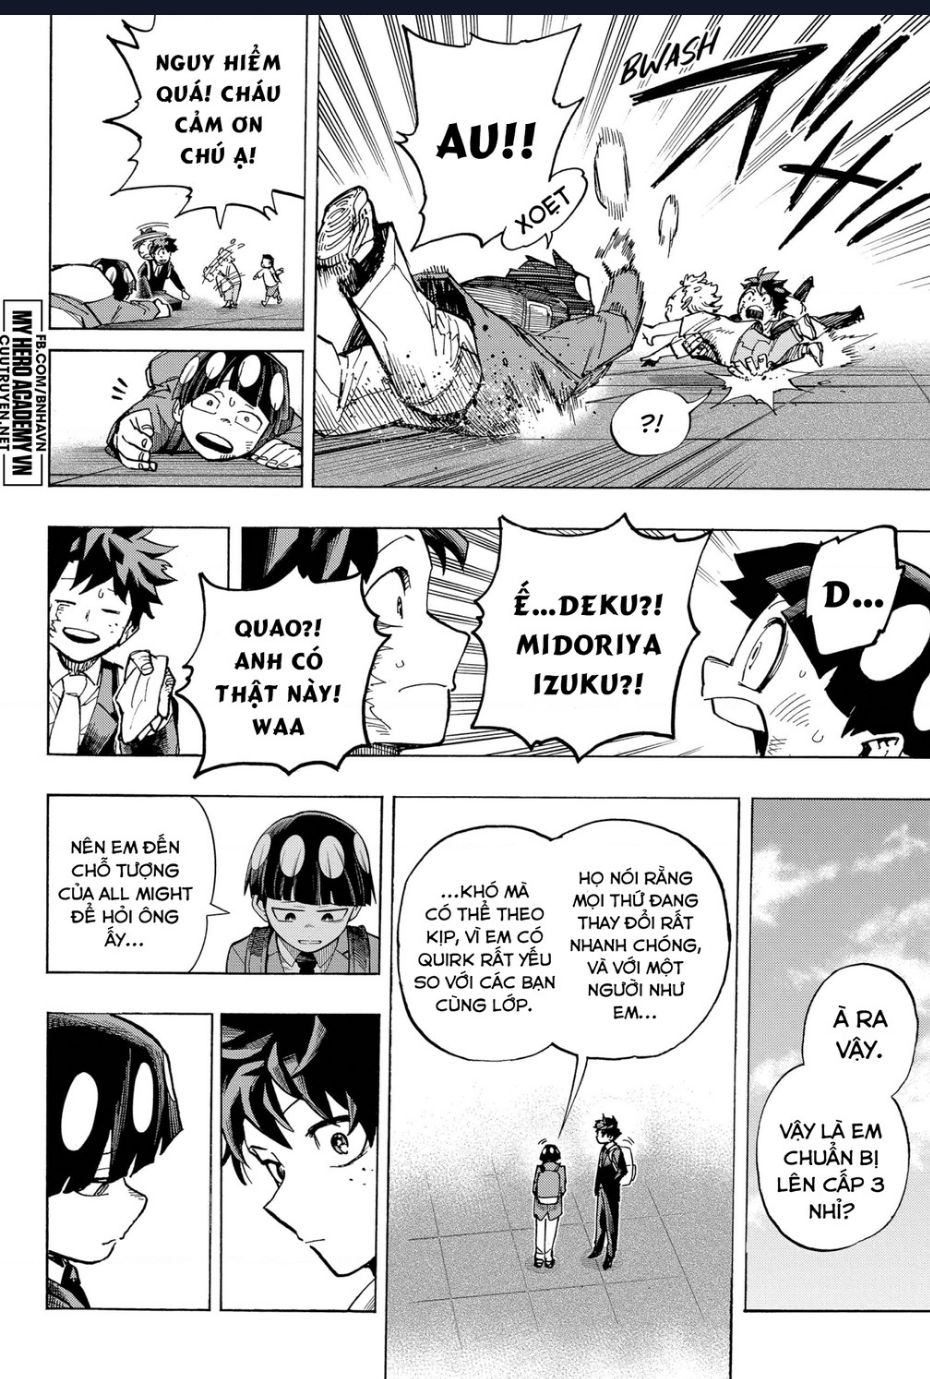 BWASH
ズザザッ
AU!!
XOẸT
?!
NGUY HIỂM
QUÁ! CHÁU
CẢM ƠN
CHÚ Ạ!
FB.COM/BNHAVN
MY HERO ACADEMY VN
CUUTRUYEN.NET
D...
Ế...DEKU?!
MIDORIYA
IZUKU?!
QUAO?!
ANH CÓ
THẬT NÀY!
WAA
À RA
VẬY.
VẬY LÀ EM
CHUẨN BỊ
LÊN CẤP 3
NHỈ?
HỌ NÓI RẰNG
MỌI THỨ ĐANG
THAY ĐỔI RẤT
NHANH CHÓNG,
VÀ VỚI MỘT
NGƯỜI NHƯ
EM...
...KHÓ MÀ
CÓ THỂ THEO
KỊP, VÌ EM CÓ
QUIRK RẤT YẾU
SO VỚI CÁC BẠN
CÙNG LỚP.
NÊN EM ĐẾN
CHỖ TƯỢNG
CỦA ALL MIGHT
ĐỂ HỎI ÔNG
ẤY...